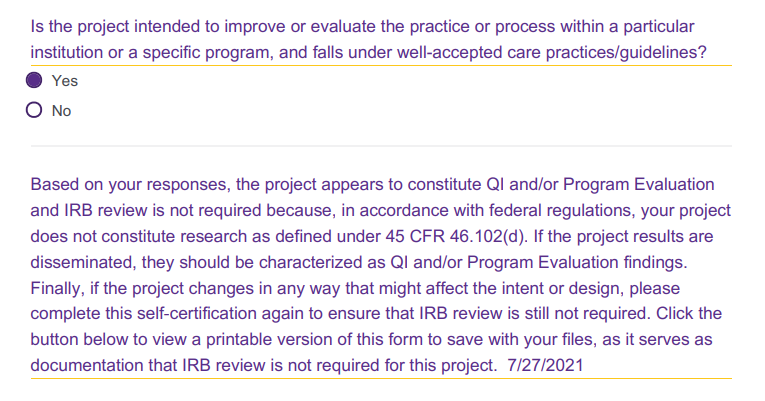 Is the project intended to improve or evaluate the practice or process within a particular
institution or a specific program, and falls under well-accepted care practices/guidelines?
Yes
No
Based on your responses, the project appears to constitute QI and/or Program Evaluation
and IRB review is not required because, in accordance with federal regulations, your project
does not constitute research as defined under 45 CFR 46.102(d). If the project results are
disseminated, they should be characterized as QI and/or Program Evaluation findings.
Finally, if the project changes in any way that might affect the intent or design, please
complete this self-certification again to ensure that IRB review is still not required. Click the
button below to view a printable version of this form to save with your files, as it serves as
documentation that IRB review is not required for this project. 7/27/2021